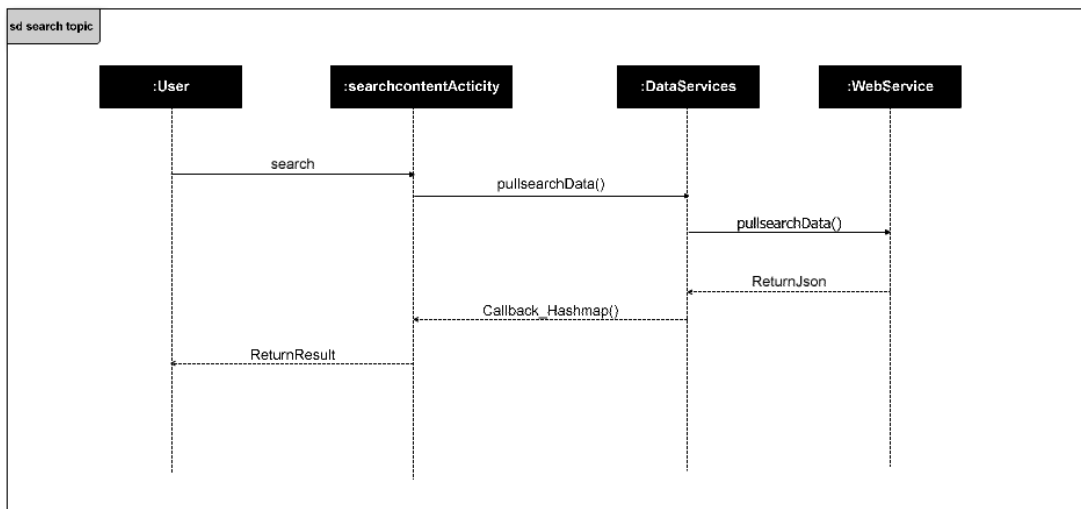 sd search topic
:User
:searchcontentActicity
:DataServices
:WebService
search
pullsearchData()
pullsearchData()
ReturnJson
Callback_Hashmap()
ReturnResult